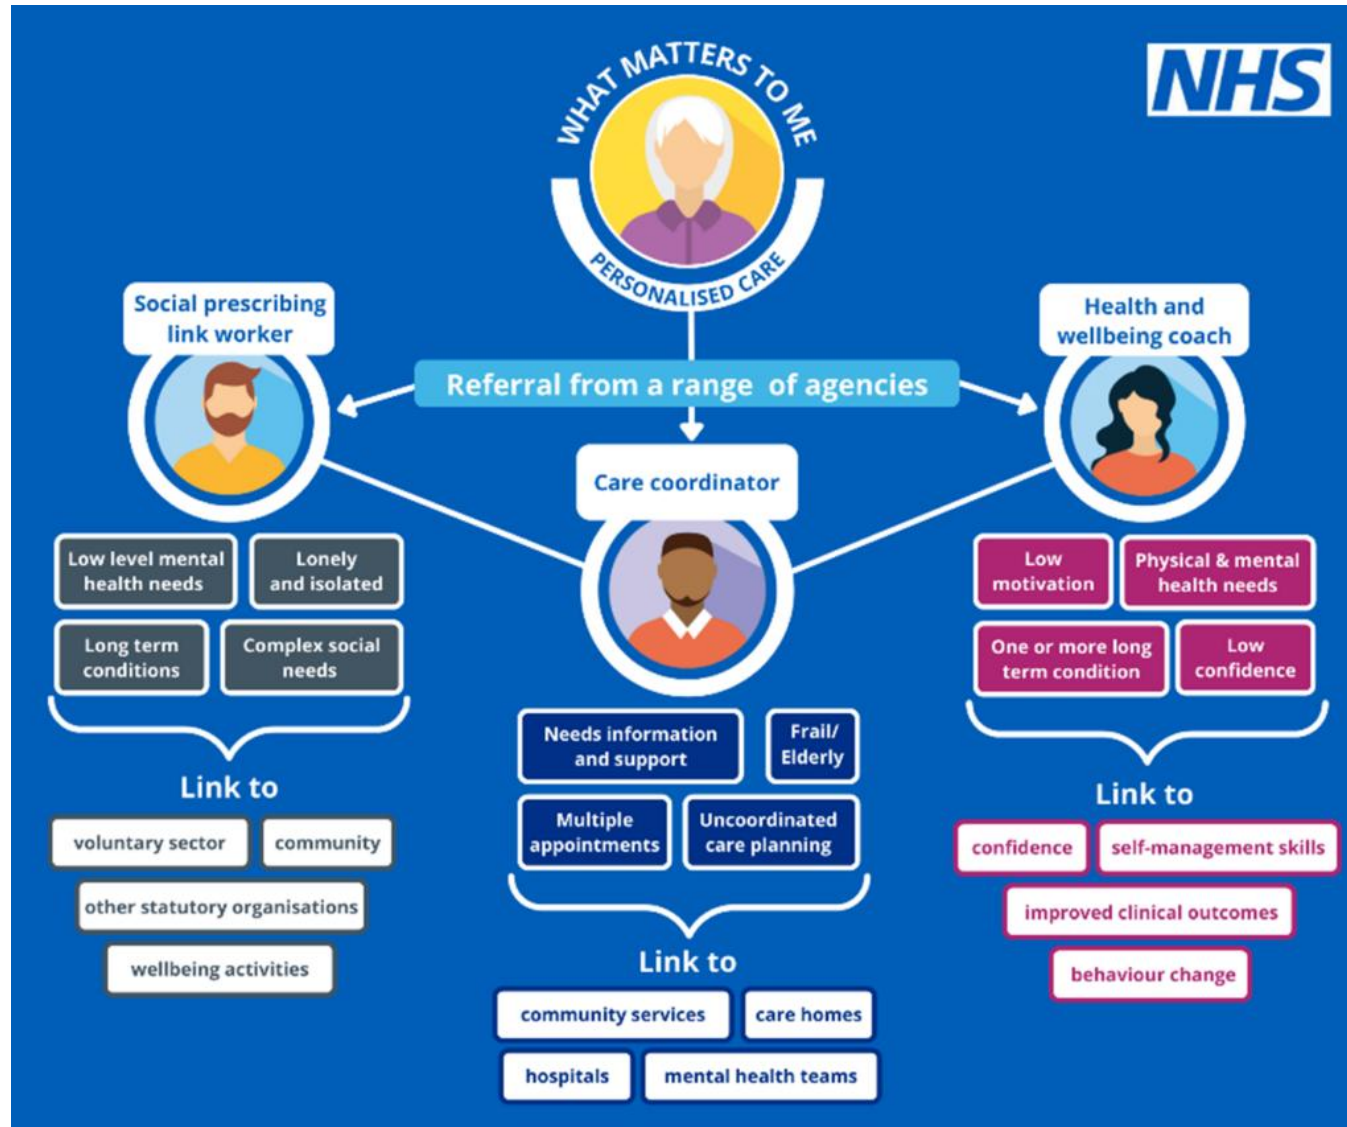 WHAT MATTERS TO ME
NHS
PERSONALISED CARE
Social prescribing
link worker
Health and
wellbeing coach
Referral from a range of agencies
Care coordinator
Low level mental
health needs
Lonely
and isolated
Long term
conditions
Complex social
needs
Link to
voluntary sector
community
other statutory organisations
wellbeing activities
Needs information
and support
Frail/
Elderly
Multiple
appointments
Uncoordinated
care planning
Link to
community services
care homes
hospitals
mental health teams
Low
motivation
Physical & mental
health needs
One or more long
term condition
Low
confidence
Link to
confidence
self-management skills
improved clinical outcomes
behaviour change